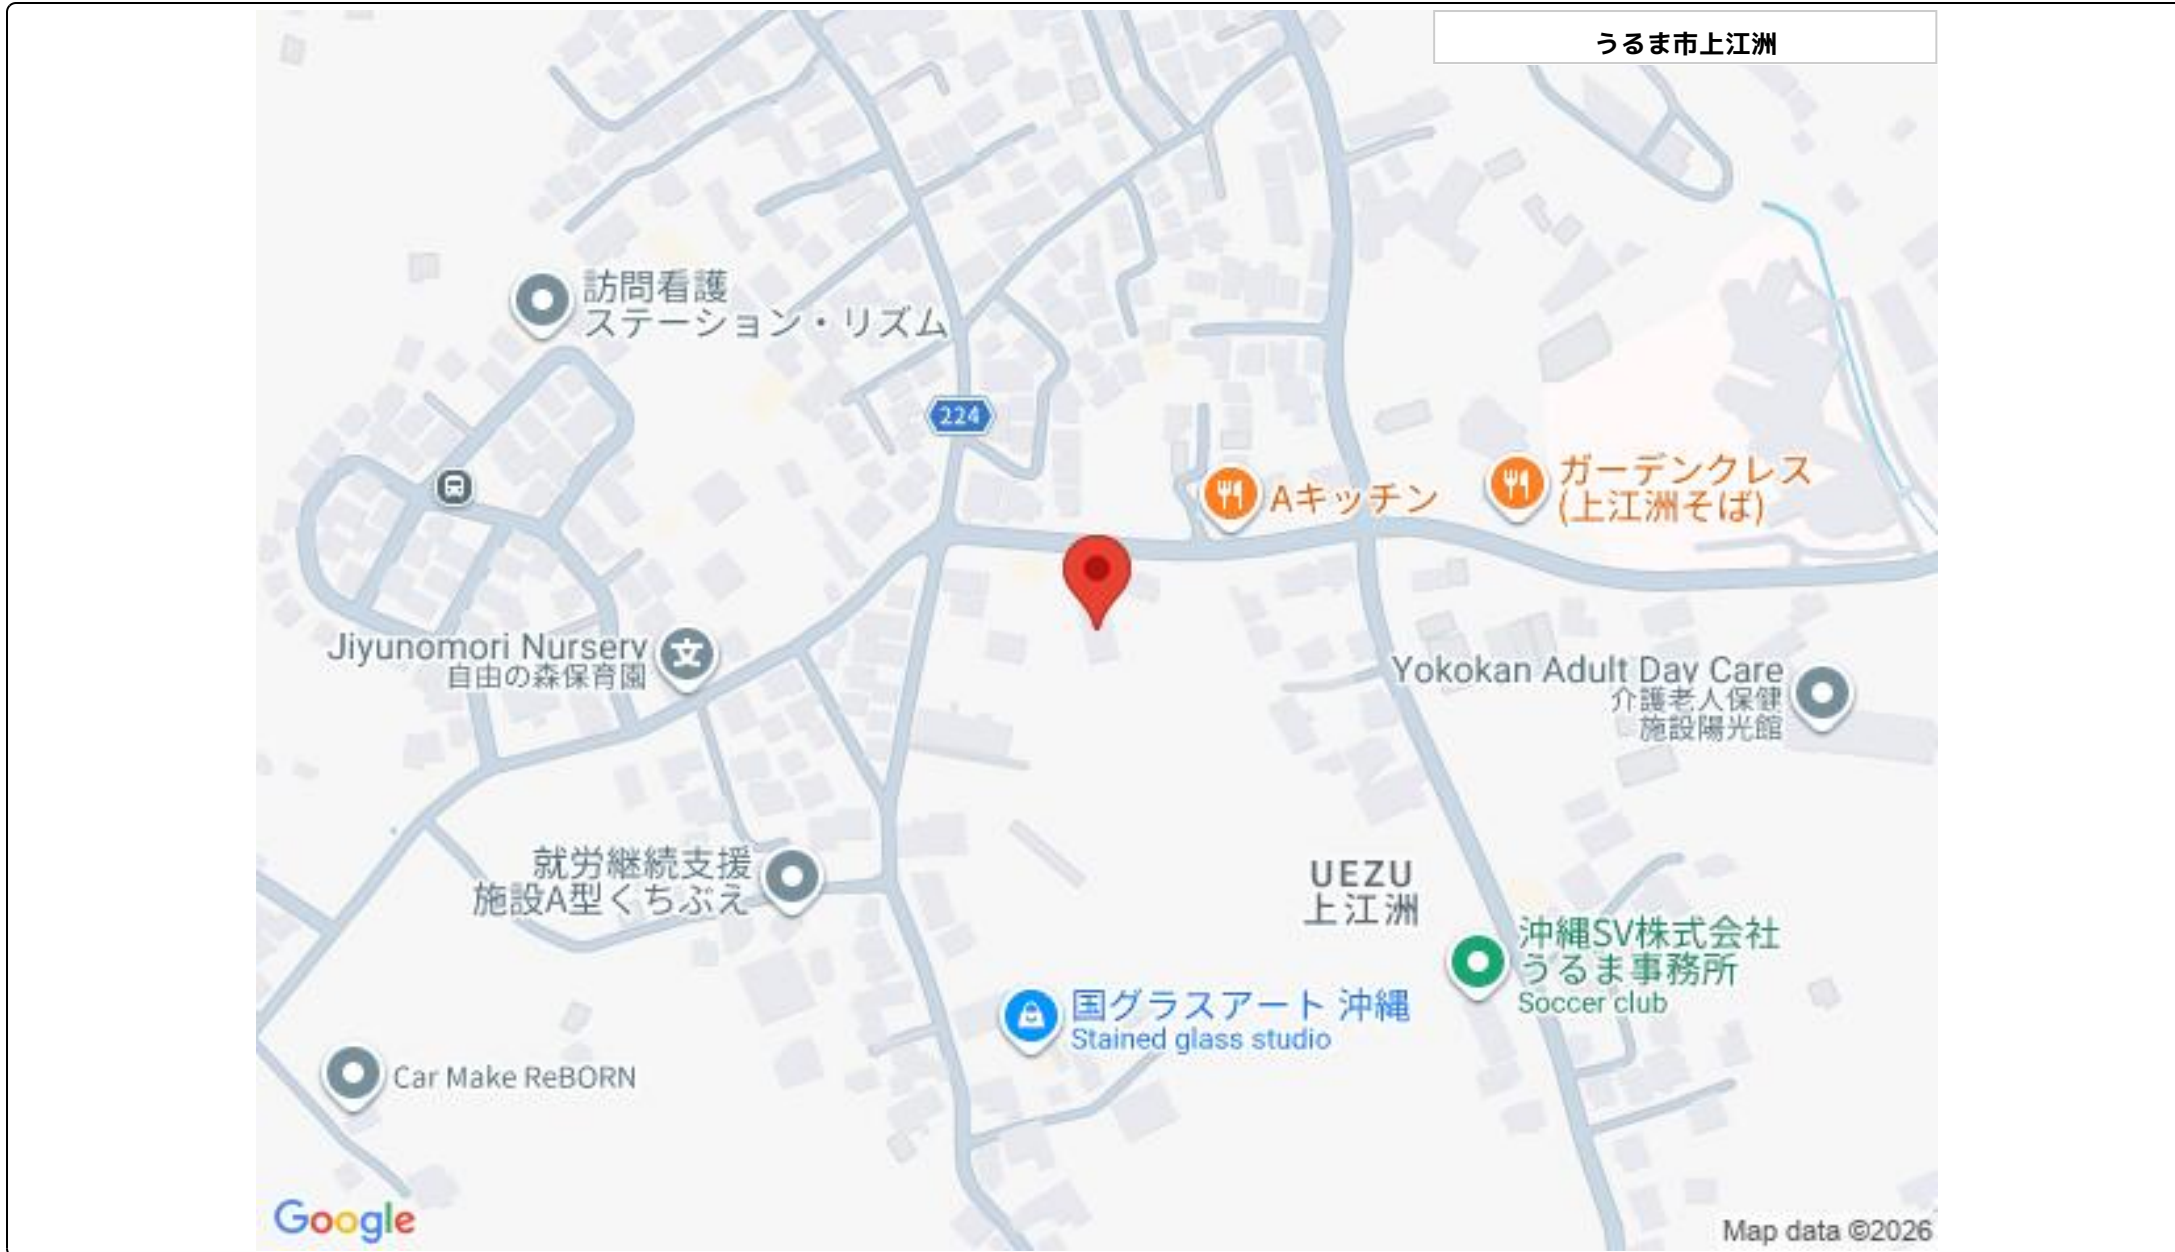 うるま市上江洲
訪問看護
ステーション・リズム
224
Aキッチン
ガーデンクレス
(上江洲そば)
Jiyunomori Nursery
自由の森保育園
Yokokan Adult Day Care
介護老人保健
施設陽光館
就労継続支援
施設A型くちぶえ
UEZU
上江洲
沖縄SV株式会社
うるま事務所
Soccer club
国グラスアート 沖縄
Stained glass studio
Car Make ReBORN
Google
Map data ©2026